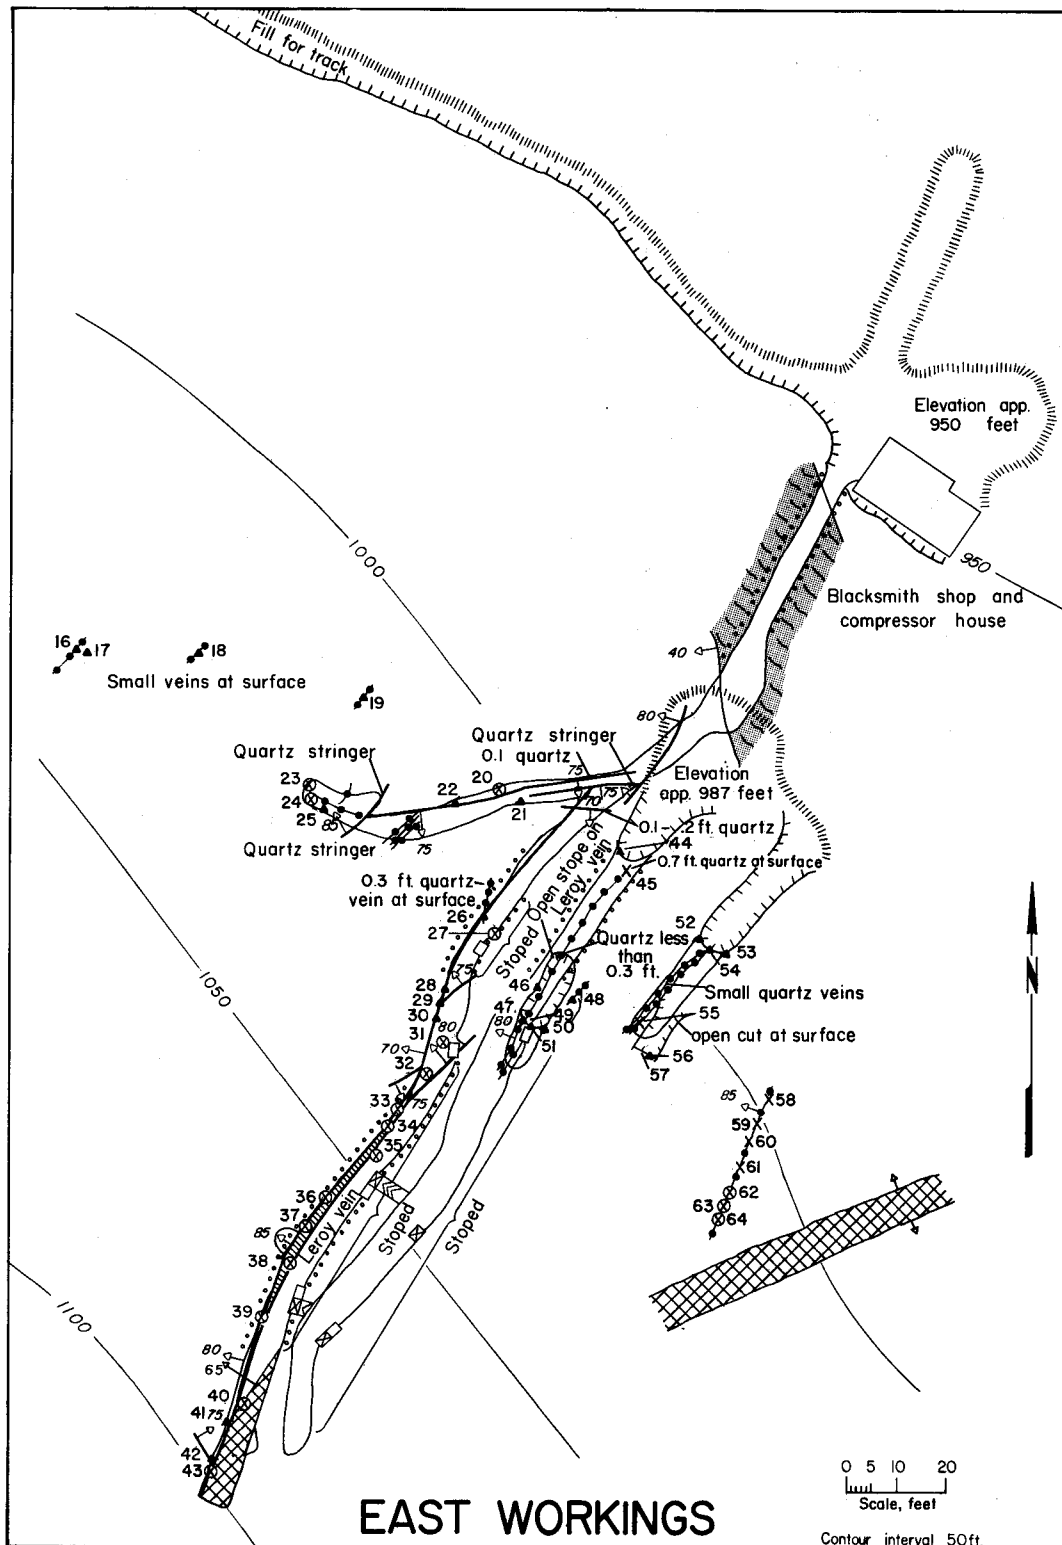 Fill for track
Elevation app.
950 feet
1000
950
Blacksmith shop and
compressor house
16
17
18
Small veins at surface
19
40
80
Quartz stringer
Quartz stringer
0.1 quartz
75
23
24
25
85
22
20
21
75
70
Elevation
app. 987 feet
75
Quartz stringer
0.1-.2 ft. quartz
44
0.7 ft. quartz at surface
45
0.3 ft. quartz
vein at surface
26
27
Stoped
Open stope on
Leroy vein
Quartz less
than
0.3 ft.
52
53
54
Small quartz veins
55
open cut at surface
56
57
1050
28
29
30
31
75
46
47
48
49
50
51
80
80
70
32
33
75
34
35
85
58
59
60
61
62
63
64
36
37
85
38
Leroy vein
Stoped
Stoped
39
1100
80
65
40
41
75
42
43
N
EAST WORKINGS
0 5 10 20
Scale, feet
Contour interval 50 ft.